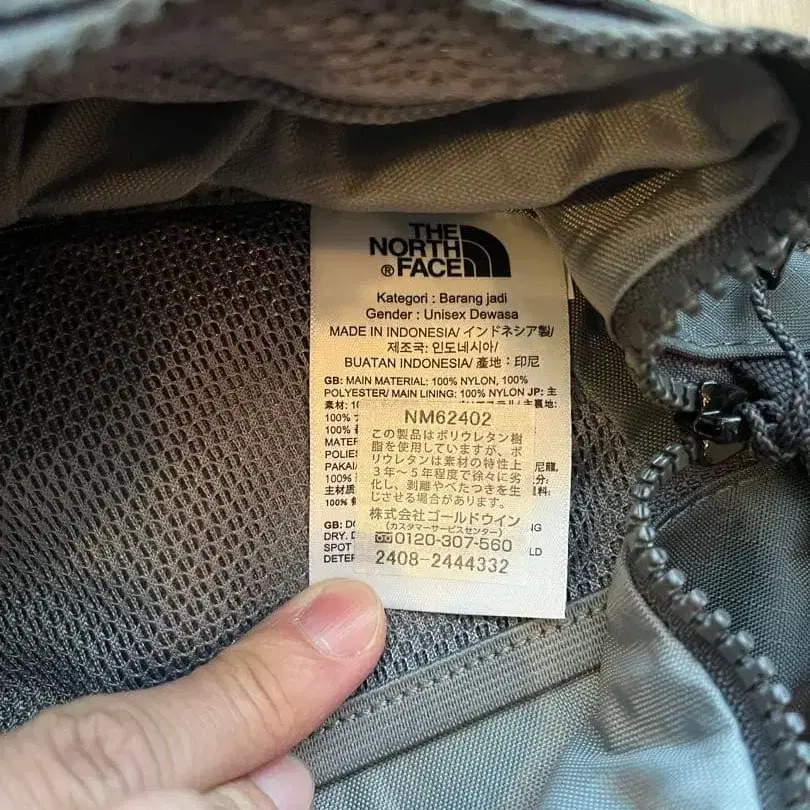 THE
NORTH
® FACE
Kategori : Barang jadi
Gender : Unisex Dewasa
MADE IN INDONESIA/ インドネシア製/
제조국: 인도네시아/
BUATAN INDONESIA/ 產地：印尼
GB: MAIN MATERIAL: 100% NYLON, 100%
POLYESTER/ MAIN LINING: 100% NYLON JP: 主
NM62402
この製品はポリウレタン樹
脂を使用していますが、ポ
リウレタンは素材の特性上
3年〜5年程度で徐々に劣
化し、剥離やべたつきを生
じさせる場合があります。
株式会社ゴールドウイン
(カスタマーサービスセンター)
0120-307-560
2408-2444332